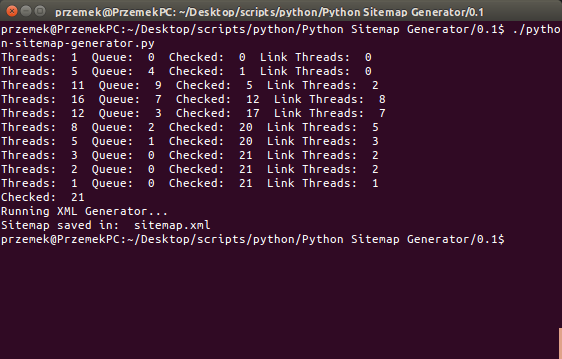 przemek@PrzemekPC: ~/Desktop/scripts/python/Python Sitemap Generator/0.1
przemek@PrzemekPC:~/Desktop/scripts/python/Python Sitemap Generator/0.1$ ./pytho
n-sitemap-generator.py
Threads:  1  Queue:  0  Checked:  0  Link Threads:  0
Threads:  5  Queue:  4  Checked:  1  Link Threads:  0
Threads:  11  Queue:  9  Checked:  5  Link Threads:  2
Threads:  16  Queue:  7  Checked:  12  Link Threads:  8
Threads:  12  Queue:  3  Checked:  17  Link Threads:  7
Threads:  8  Queue:  2  Checked:  20  Link Threads:  5
Threads:  5  Queue:  1  Checked:  20  Link Threads:  3
Threads:  3  Queue:  0  Checked:  21  Link Threads:  2
Threads:  2  Queue:  0  Checked:  21  Link Threads:  2
Threads:  1  Queue:  0  Checked:  21  Link Threads:  1
Checked:  21
Running XML Generator...
Sitemap saved in:  sitemap.xml
przemek@PrzemekPC:~/Desktop/scripts/python/Python Sitemap Generator/0.1$